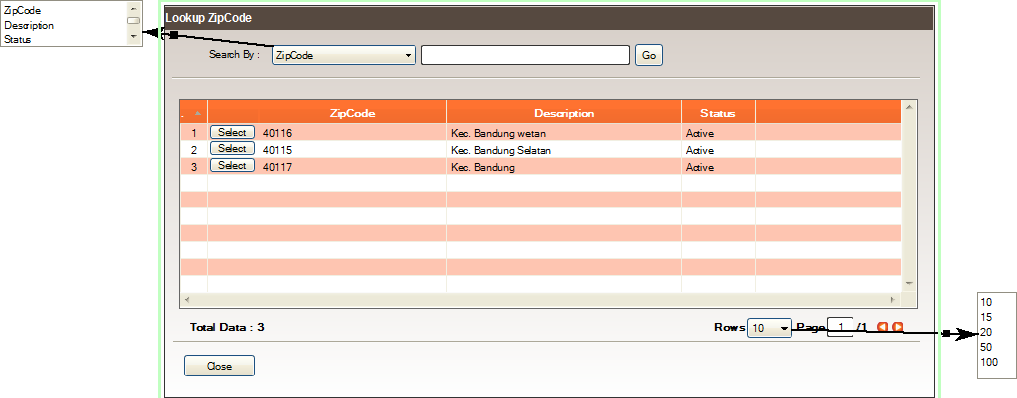 ZipCode
Description
Status
Lookup ZipCode
Search By : ZipCode Go
. ZipCode Description Status
1 Select 40116 Kec. Bandung wetan Active
2 Select 40115 Kec. Bandung Selatan Active
3 Select 40117 Kec. Bandung Active
Total Data : 3 Rows 10 Page 1 /1
10
15
20
50
100
Close